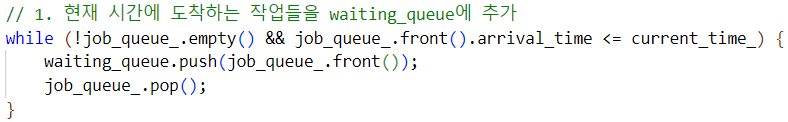 // 1. 현재 시간에 도착하는 작업들을 waiting_queue에 추가
while (!job_queue_.empty() && job_queue_.front().arrival_time <= current_time_) {
    waiting_queue.push(job_queue_.front());
    job_queue_.pop();
}